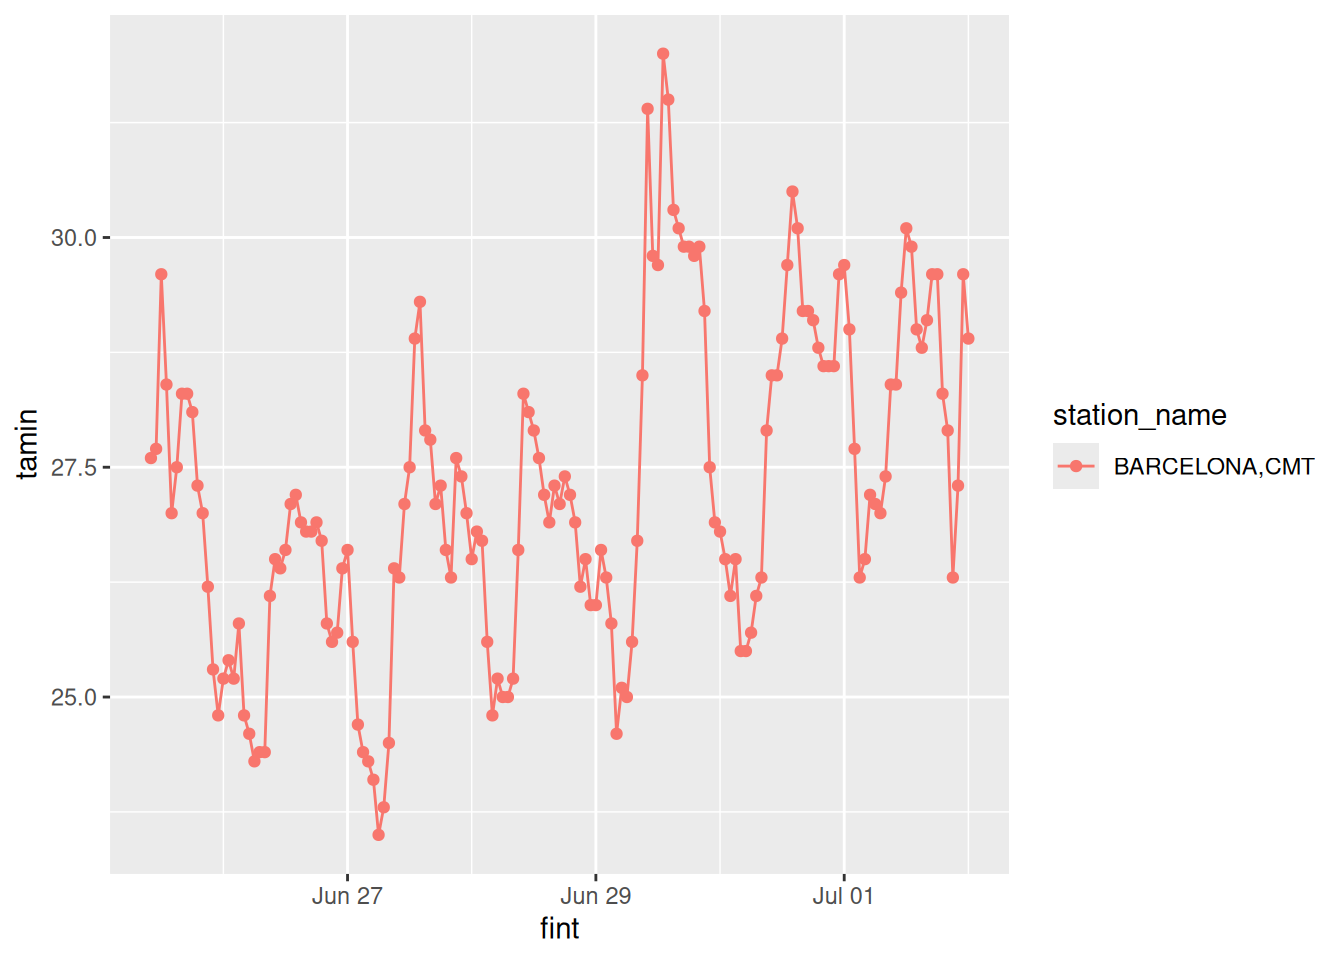 30.0
27.5
25.0
tamin
Jun 27
Jun 29
Jul 01
fint
station_name
BARCELONA,CMT